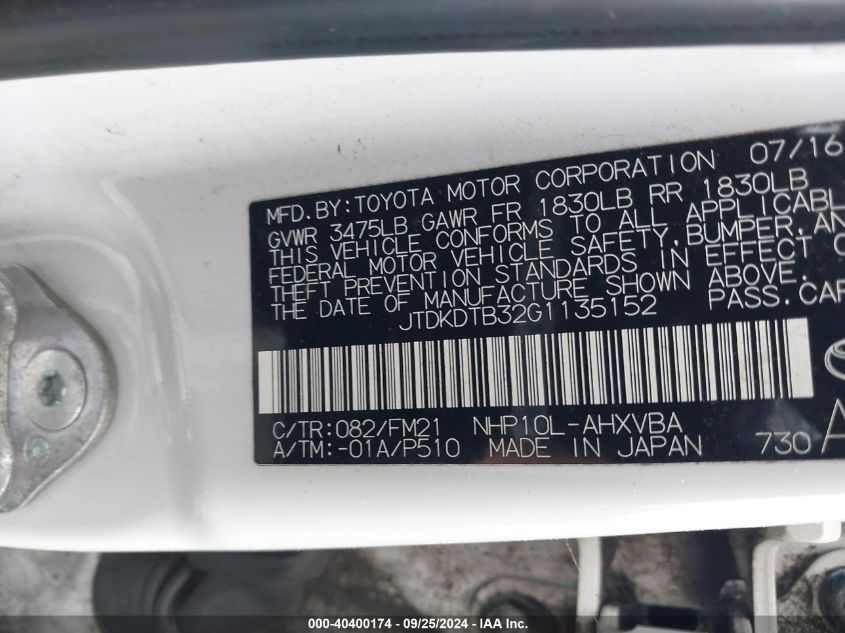 MFD.BY:TOYOTA MOTOR CORPORATION 07/16
GVWR 3475LB GAWR FR 1830LB RR 1830LB
THIS VEHICLE CONFORMS TO ALL APPLICABL
FEDERAL MOTOR VEHICLE SAFETY,BUMPER,AN
THEFT PREVENTION STANDARDS IN EFFECT O
THE DATE OF MANUFACTURE SHOWN ABOVE.
JTDKDTB32G1135152 PASS.CAR
C/TR:082/FM21 NHP10L-AHXVBA
A/TM:-01A/P510 MADE IN JAPAN 730 A
000-40400174 - 09/25/2024 - IAA Inc.